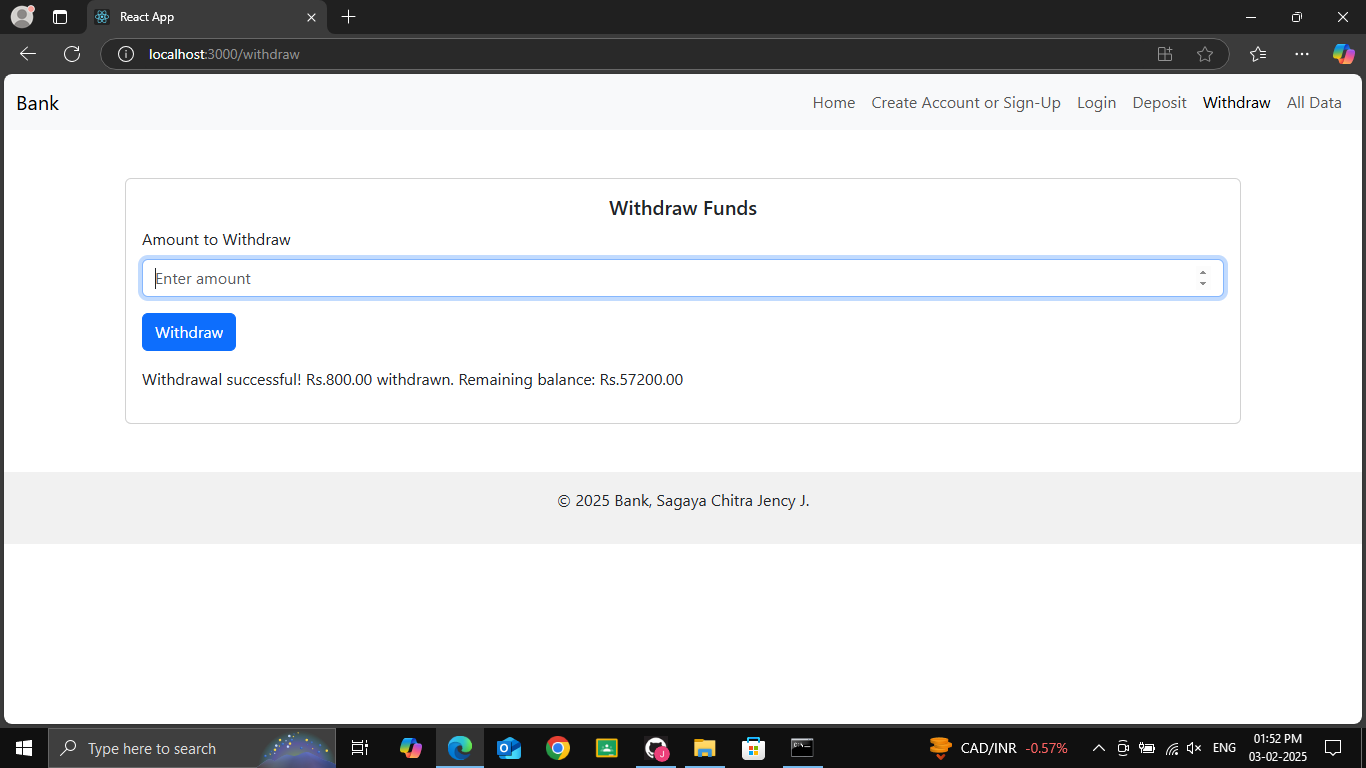 React App
localhost:3000/withdraw
Bank
Home Create Account or Sign-Up Login Deposit Withdraw All Data
Withdraw Funds
Amount to Withdraw
Enter amount
Withdraw
Withdrawal successful! Rs.800.00 withdrawn. Remaining balance: Rs.57200.00
© 2025 Bank, Sagaya Chitra Jency J.
Type here to search
CAD/INR -0.57%
ENG
01:52 PM
03-02-2025